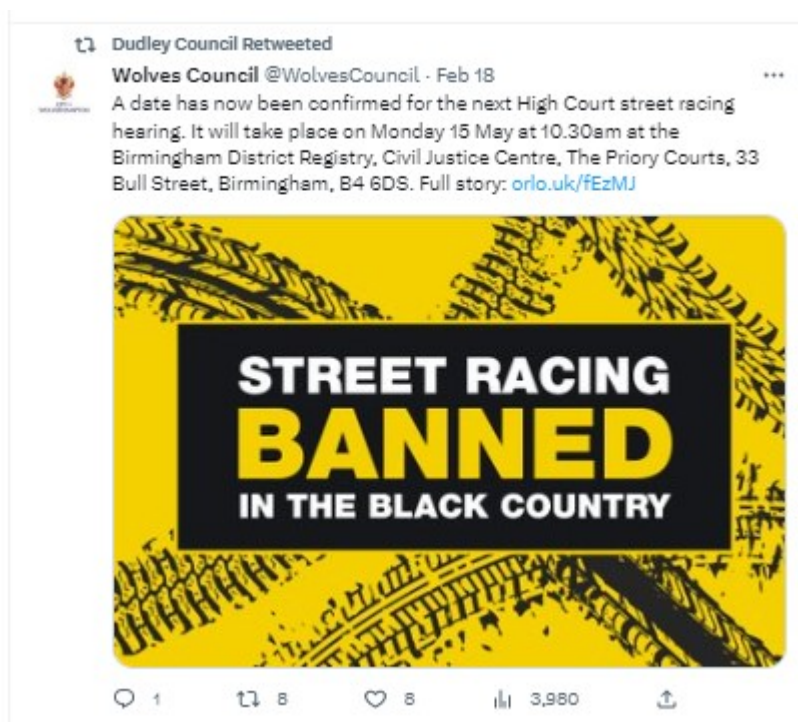 Dudley Council Retweeted
Wolves Council @WolvesCouncil · Feb 18
A date has now been confirmed for the next High Court street racing
hearing. It will take place on Monday 15 May at 10.30am at the
Birmingham District Registry, Civil Justice Centre, The Priory Courts, 33
Bull Street, Birmingham, B4 6DS. Full story: orlo.uk/fEzMJ
STREET RACING
BANNED
IN THE BLACK COUNTRY
1 8 8 3,980